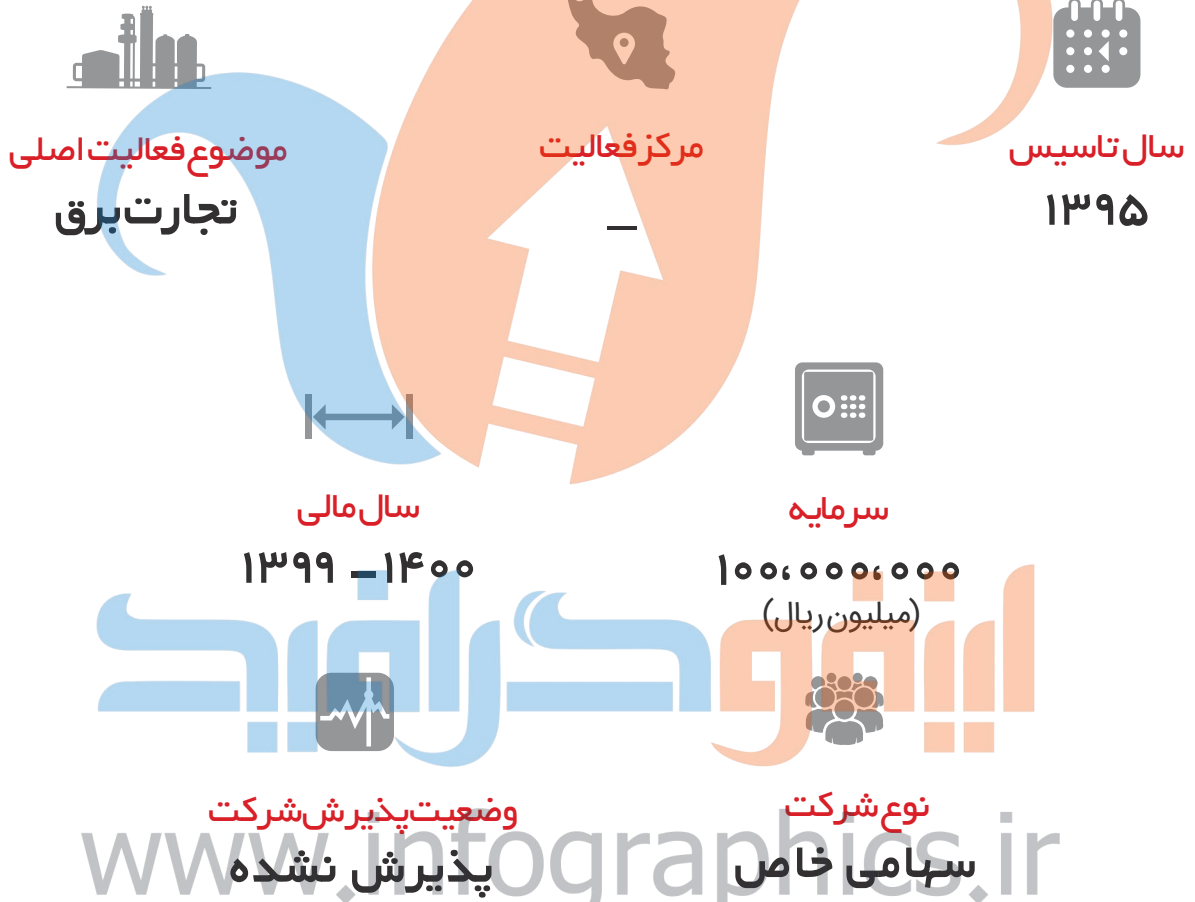 سال تاسیس
۱۳۹۵
مرکز فعالیت
_
موضوع فعالیت اصلی
تجارت برق
سرمایه
۱۰۰،۰۰۰،۰۰۰
(میلیون ریال)
سال مالی
۱۳۹۹ - ۱۴۰۰
اینفوگرافیک
نوع شرکت
سهامی خاص
وضعیت پذیرش شرکت
پذیرش نشده
www.infographics.ir